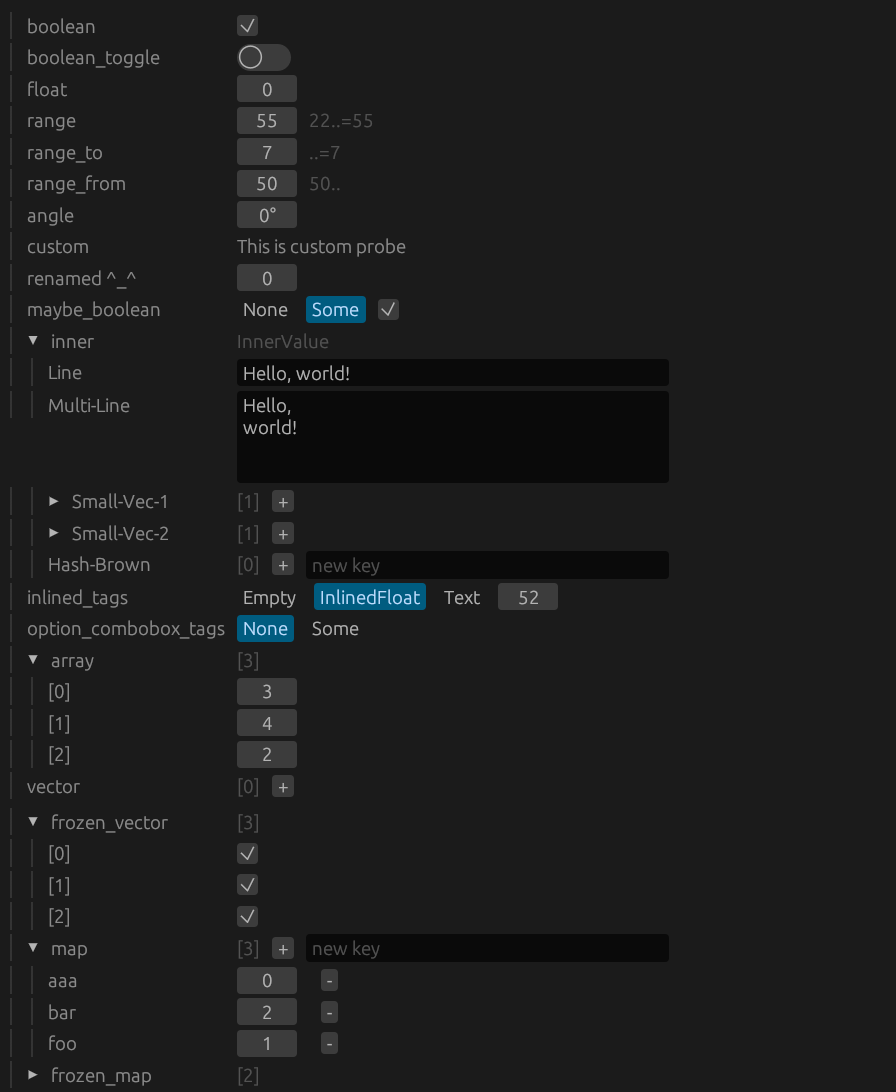 boolean
boolean_toggle
float 0
range 55 22..=55
range_to 7 ..=7
range_from 50 50..
angle 0°
custom This is custom probe
renamed ^_^ 0
maybe_boolean None Some
inner InnerValue
Line Hello, world!
Multi-Line Hello,
world!
Small-Vec-1 [1] +
Small-Vec-2 [1] +
Hash-Brown [0] + new key
inlined_tags Empty InlinedFloat Text 52
option_combobox_tags None Some
array [3]
[0] 3
[1] 4
[2] 2
vector [0] +
frozen_vector [3]
[0]
[1]
[2]
map [3] + new key
aaa 0 -
bar 2 -
foo 1 -
frozen_map [2]